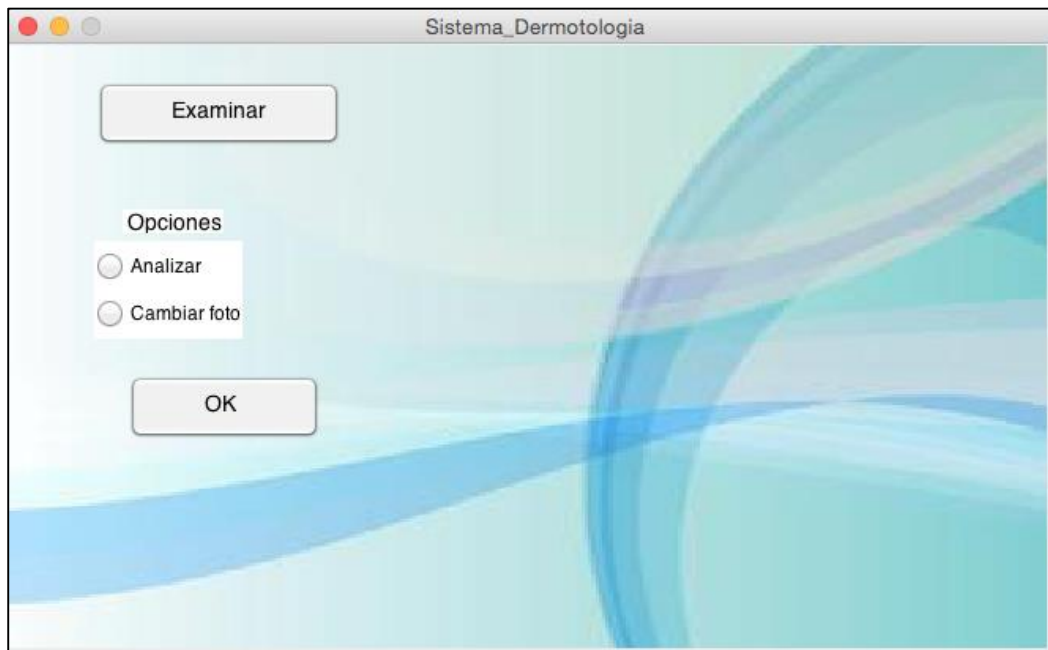 Sistema_Dermotologia
Examinar
Opciones
Analizar
Cambiar foto
OK